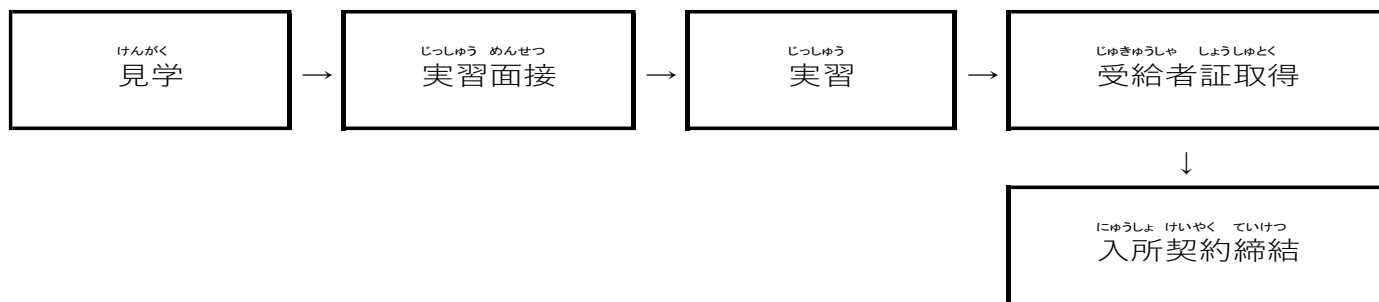 けんがく
見学
→
じっしゅう めんせつ
実習面接
→
じっしゅう
実習
→
じゅきゅうしゃ しょうしゅとく
受給者証取得
↓
にゅうしょ けいやく ていけつ
入所契約締結